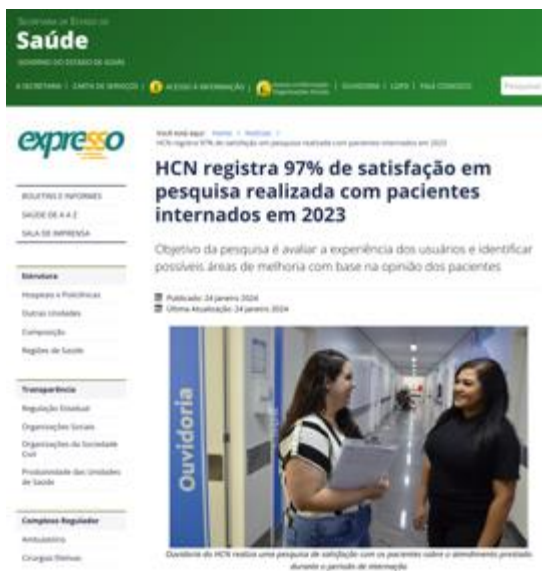 SECRETARIA DE ESTADO DE
Saúde
GOVERNO DO ESTADO DE GOIÁS
A SECRETARIA | CARTA DE SERVIÇOS | ACESSO À INFORMAÇÃO | OUVIDORIA | LGPD | FALE CONOSCO
Pesquisar
expresso
BOLETINS E INFORMES
SAÚDE DE A A Z
SALA DE IMPRENSA
Estrutura
Hospitais e Policlínicas
Outras Unidades
Composição
Regiões de Saúde
Transparência
Regulação Estadual
Organizações Sociais
Organizações da Sociedade
Civil
Produtividade das Unidades
de Saúde
Complexo Regulador
Ambulatório
Cirurgias Eletivas
Você está aqui: Home > Notícias >
HCN registra 97% de satisfação em pesquisa realizada com pacientes internados em 2023
HCN registra 97% de satisfação em
pesquisa realizada com pacientes
internados em 2023
Objetivo da pesquisa é avaliar a experiência dos usuários e identificar
possíveis áreas de melhoria com base na opinião dos pacientes
Publicado: 24 janeiro 2024
Última Atualização: 24 janeiro 2024
Ouvidoria
Ouvidoria do HCN realiza uma pesquisa de satisfação com os pacientes sobre o atendimento prestado
durante o período de internação